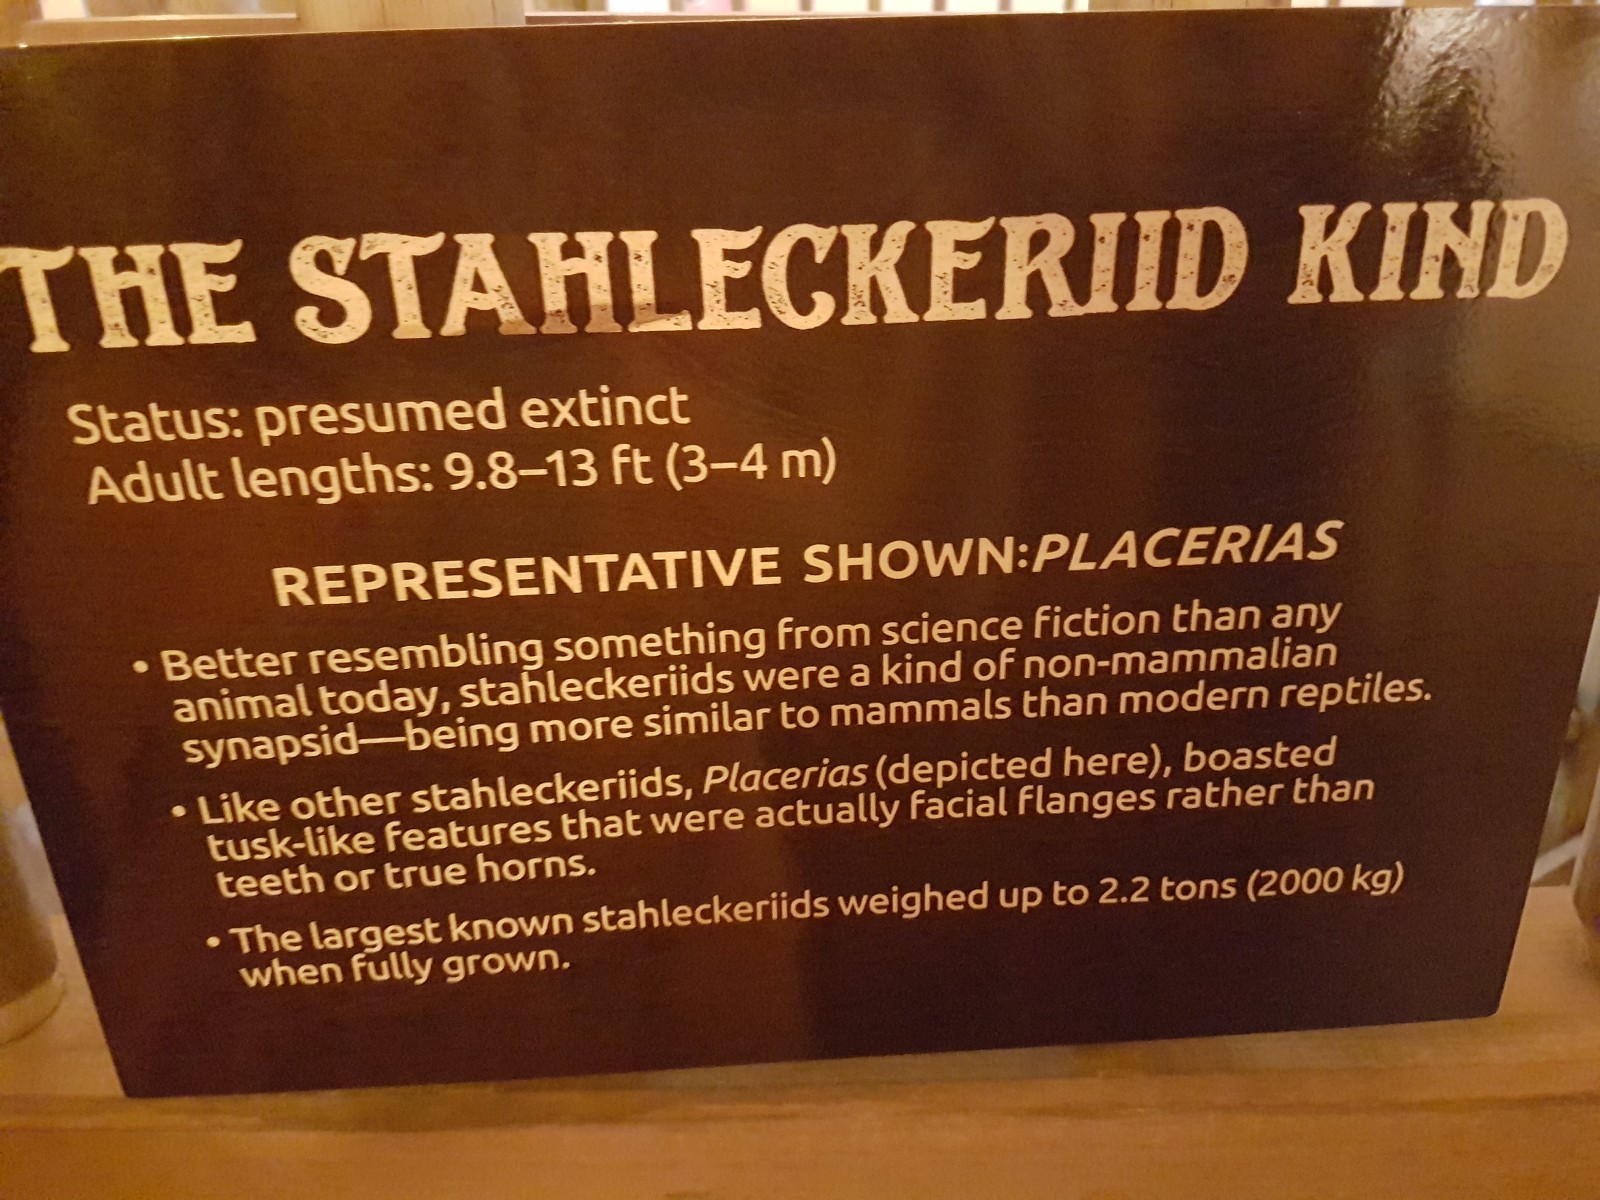 THE STAHLECKERIID KIND
Status: presumed extinct
Adult lengths: 9.8–13 ft (3–4 m)
REPRESENTATIVE SHOWN:PLACERIAS
• Better resembling something from science fiction than any
animal today, stahleckeriids were a kind of non-mammalian
synapsid—being more similar to mammals than modern reptiles.
• Like other stahleckeriids, Placerias (depicted here), boasted
tusk-like features that were actually facial flanges rather than
teeth or true horns.
• The largest known stahleckeriids weighed up to 2.2 tons (2000 kg)
when fully grown.